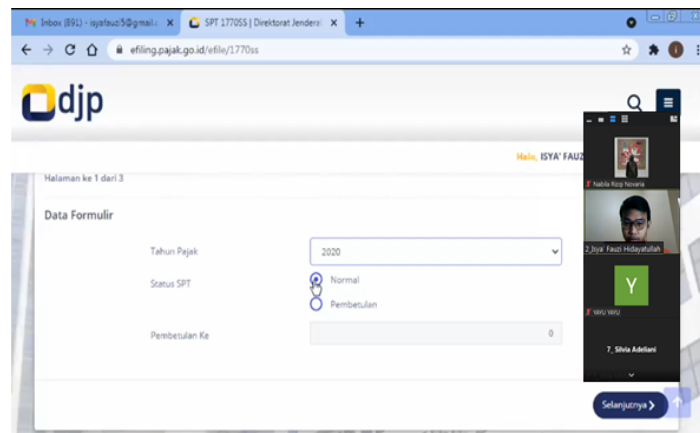 Inbox (891) - isyafauzi5@gmail.c
SPT 1770SS | Direktorat Jenderal
efiling.pajak.go.id/efile/1770ss
djp
Halo, ISYA' FAUZ
Halaman ke 1 dari 3
Data Formulir
Tahun Pajak
2020
Status SPT
Normal
Pembetulan
Pembetulan Ke
0
Selanjutnya
Nabila Rizqi Novaria
2_Isya' Fauzi Hidayatullah
Y
YAYU YAYU
7_ Silvia Adeliani